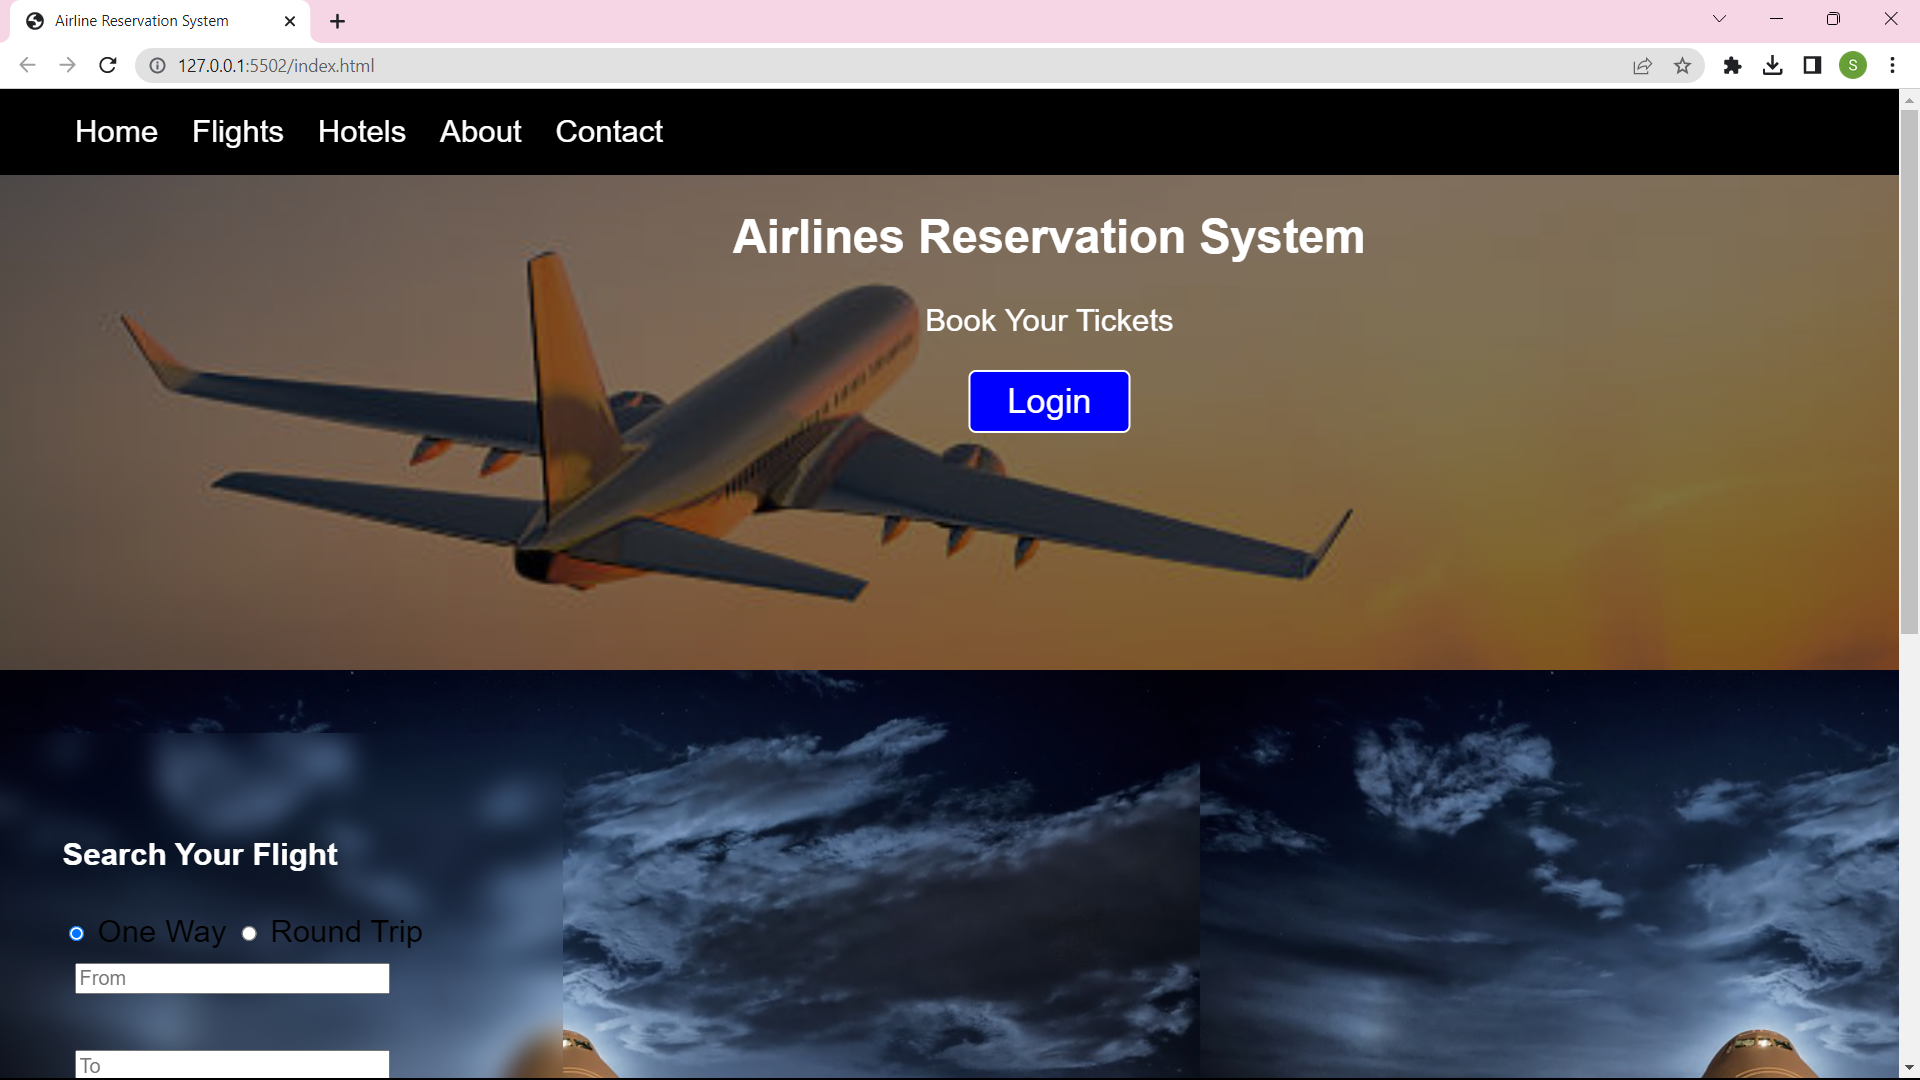 Airline Reservation System
127.0.0.1:5502/index.html
S
Home Flights Hotels About Contact
Airlines Reservation System
Book Your Tickets
Login
Search Your Flight
One Way Round Trip
From
To